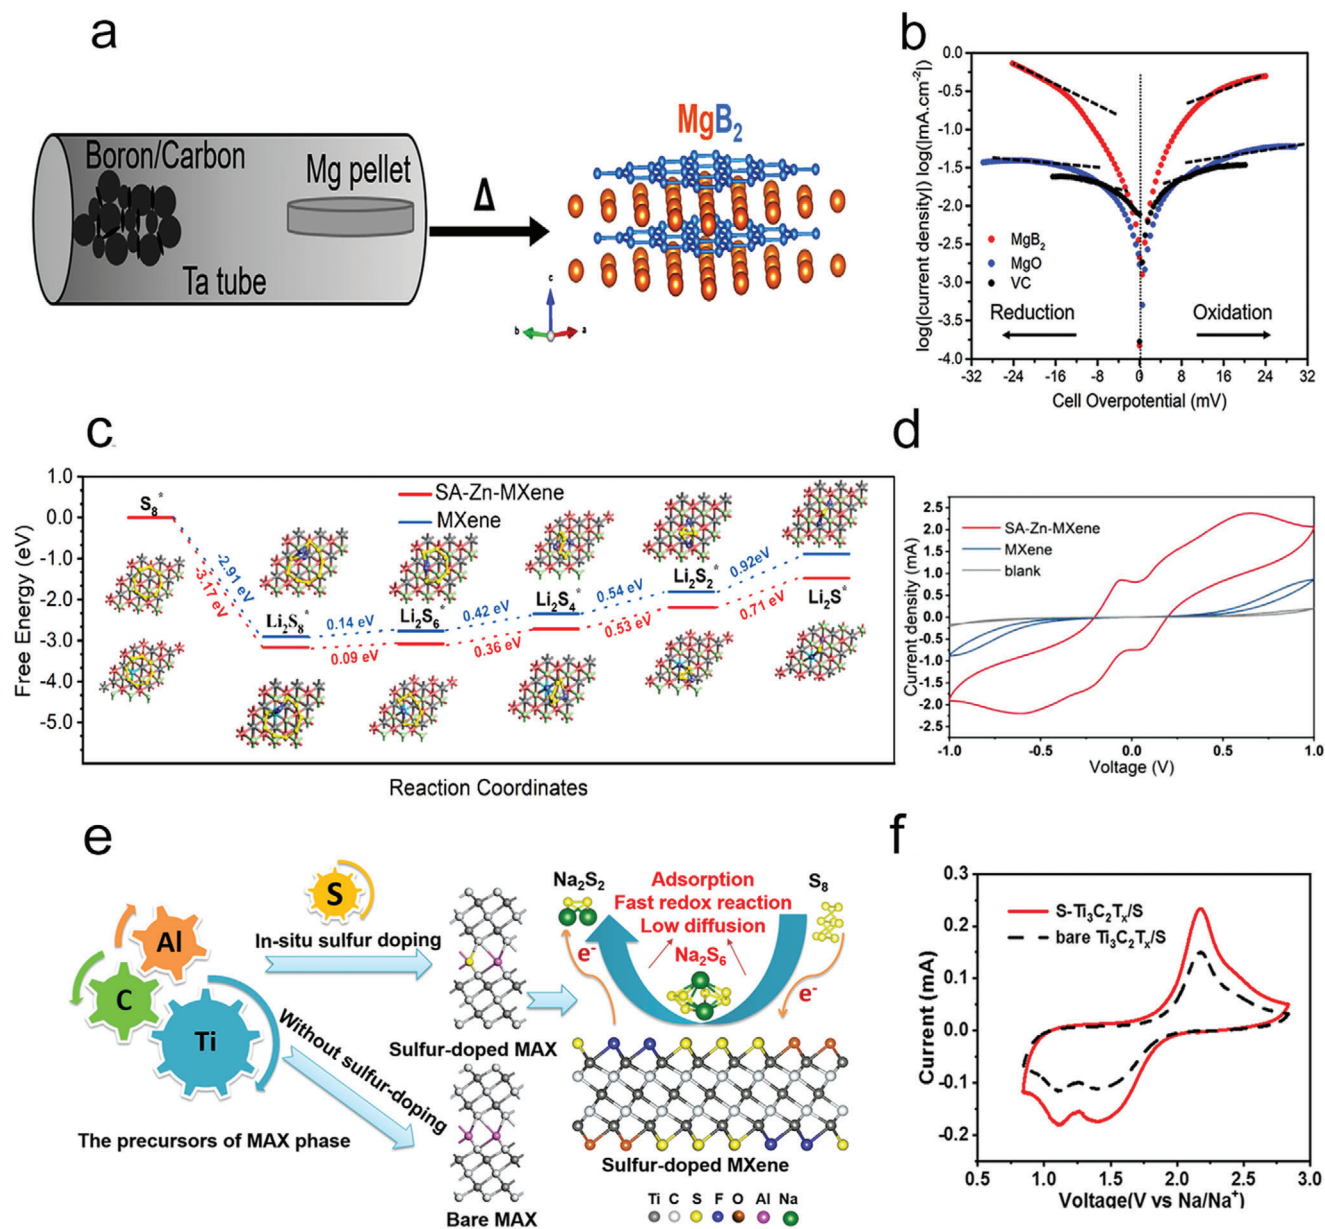 a
Boron/Carbon
Mg pellet
Ta tube
Δ
MgB2
c
b
a
b
log(|current density|) log(|mA.cm-2|)
0.0
-0.5
-1.0
-1.5
-2.0
-2.5
-3.0
-3.5
-4.0
MgB2
MgO
VC
Reduction
Oxidation
-32 -24 -16 -8 0 8 16 24 32
Cell Overpotential (mV)
c
Free Energy (eV)
1.0
0.0
-1.0
-2.0
-3.0
-4.0
-5.0
SA-Zn-MXene
MXene
S8*
-2.91 eV
-3.17 eV
Li2S8*
0.14 eV
0.09 eV
Li2S6*
0.42 eV
0.36 eV
Li2S4*
0.54 eV
0.53 eV
Li2S2*
0.92eV
0.71 eV
Li2S*
Reaction Coordinates
d
Current density (mA)
2.5
2.0
1.5
1.0
0.5
0.0
-0.5
-1.0
-1.5
-2.0
-2.5
SA-Zn-MXene
MXene
blank
-1.0 -0.5 0.0 0.5 1.0
Voltage (V)
e
S
Al
C
Ti
In-situ sulfur doping
Without sulfur-doping
The precursors of MAX phase
Sulfur-doped MAX
Bare MAX
Na2S2
Adsorption
Fast redox reaction
Low diffusion
S8
e-
Na2S6
e-
Sulfur-doped MXene
Ti C S F O Al Na
f
Current (mA)
0.3
0.2
0.1
0.0
-0.1
-0.2
S-Ti3C2Tx/S
bare Ti3C2Tx/S
0.5 1.0 1.5 2.0 2.5 3.0
Voltage(V vs Na/Na+)